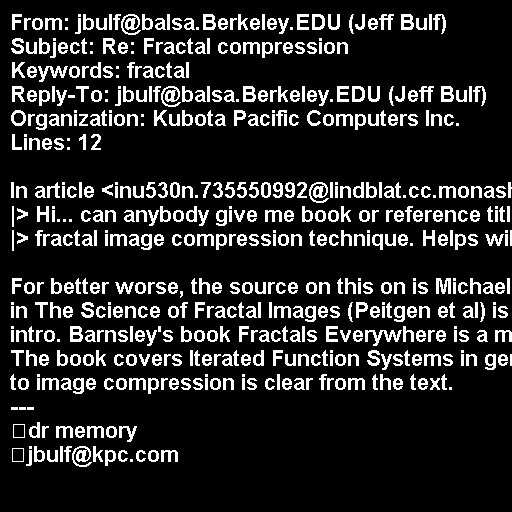 From: jbulf@balsa.Berkeley.EDU (Jeff Bulf)
Subject: Re: Fractal compression
Keywords: fractal
Reply-To: jbulf@balsa.Berkeley.EDU (Jeff Bulf)
Organization: Kubota Pacific Computers Inc.
Lines: 12

In article <inu530n.735550992@lindblat.cc.monash
|> Hi... can anybody give me book or reference titl
|> fractal image compression technique. Helps wil

For better worse, the source on this on is Michael
in The Science of Fractal Images (Peitgen et al) is
intro. Barnsley's book Fractals Everywhere is a m
The book covers Iterated Function Systems in ger
to image compression is clear from the text.
---
dr memory
jbulf@kpc.com